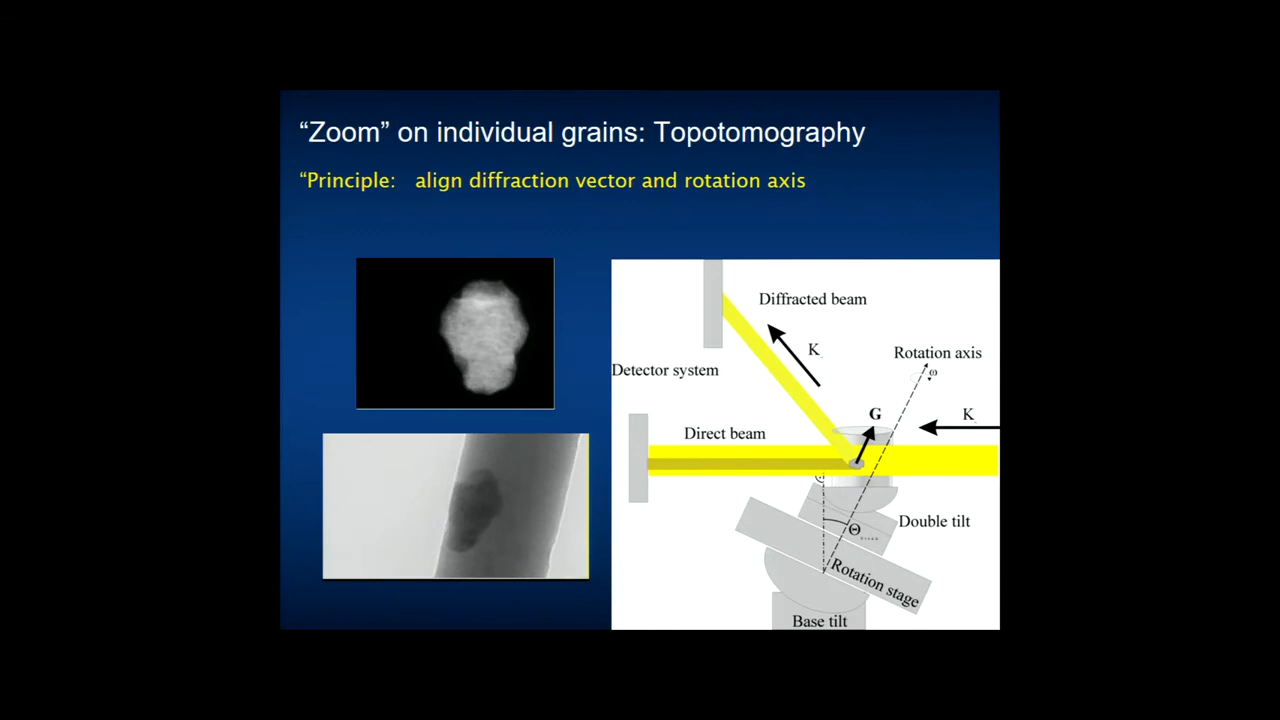 “Zoom” on individual grains: Topotomography
“Principle: align diffraction vector and rotation axis
Diffracted beam
K
Rotation axis
ω
Detector system
G
K
Direct beam
Double tilt
Θ
Rotation stage
Base tilt